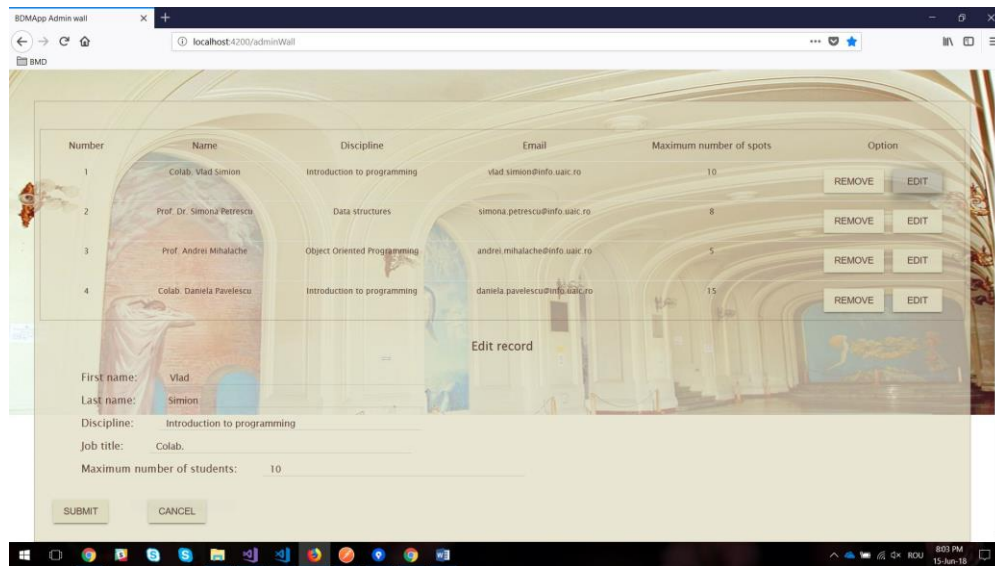 BDMApp Admin wall
localhost:4200/adminWall
BMD
Number Name Discipline Email Maximum number of spots Option
1 Colab. Vlad Simion Introduction to programming vlad.simion@info.uaic.ro 10 REMOVE EDIT
2 Prof. Dr. Simona Petrescu Data structures simona.petrescu@info.uaic.ro 8 REMOVE EDIT
3 Prof. Andrei Mihalache Object Oriented Programming andrei.mihalache@info.uaic.ro 5 REMOVE EDIT
4 Colab. Daniela Pavelescu Introduction to programming daniela.pavelescu@info.uaic.ro 15 REMOVE EDIT
Edit record
First name: Vlad
Last name: Simion
Discipline: Introduction to programming
Job title: Colab.
Maximum number of students: 10
SUBMIT CANCEL
ROU 8:03 PM
15-Jun-18